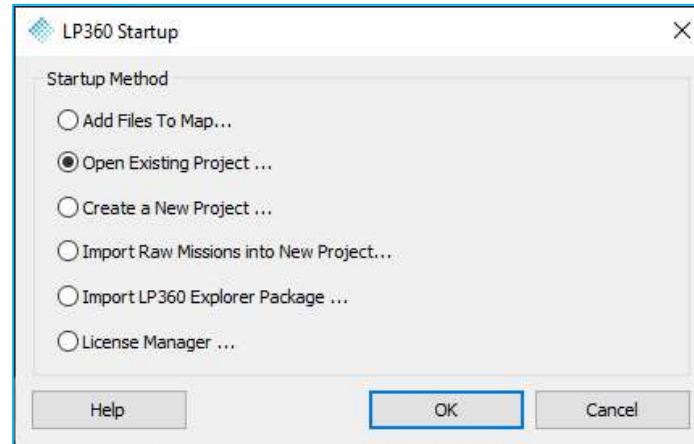 LP360 Startup
Startup Method
Add Files To Map...
Open Existing Project ...
Create a New Project ...
Import Raw Missions into New Project...
Import LP360 Explorer Package ...
License Manager ...
Help OK Cancel